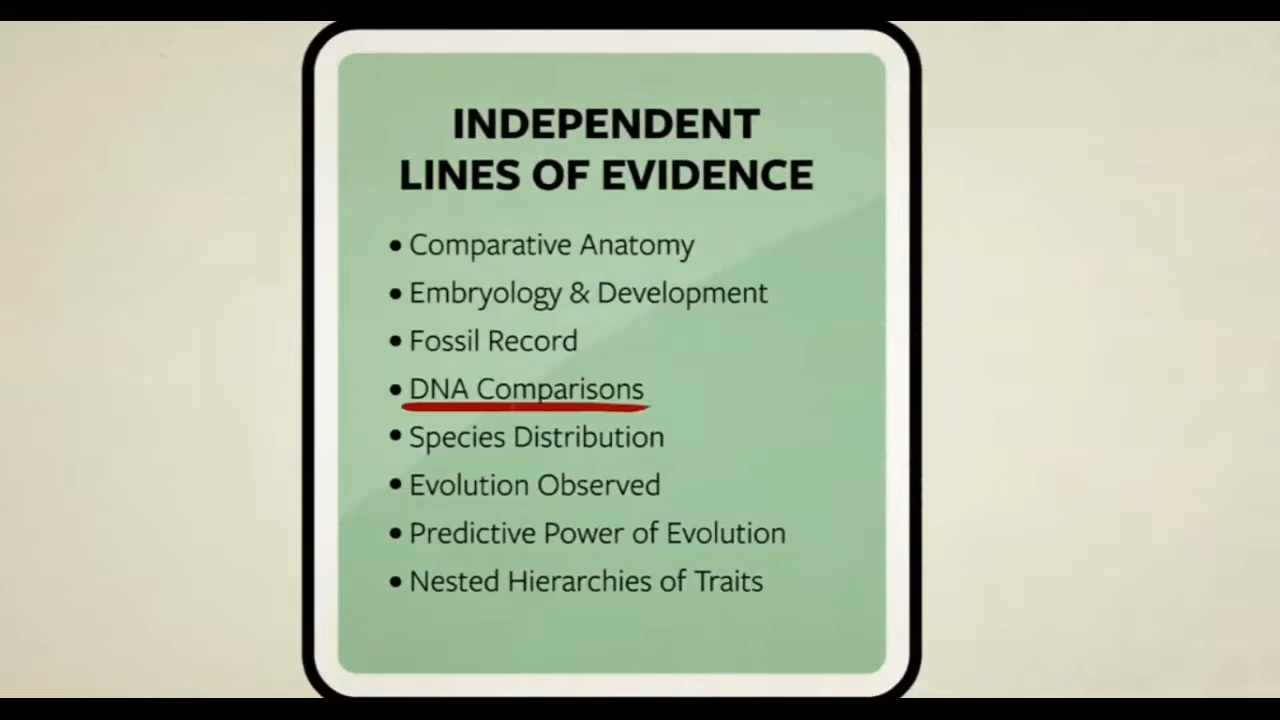 INDEPENDENT
LINES OF EVIDENCE
• Comparative Anatomy
• Embryology & Development
• Fossil Record
• DNA Comparisons
• Species Distribution
• Evolution Observed
• Predictive Power of Evolution
• Nested Hierarchies of Traits